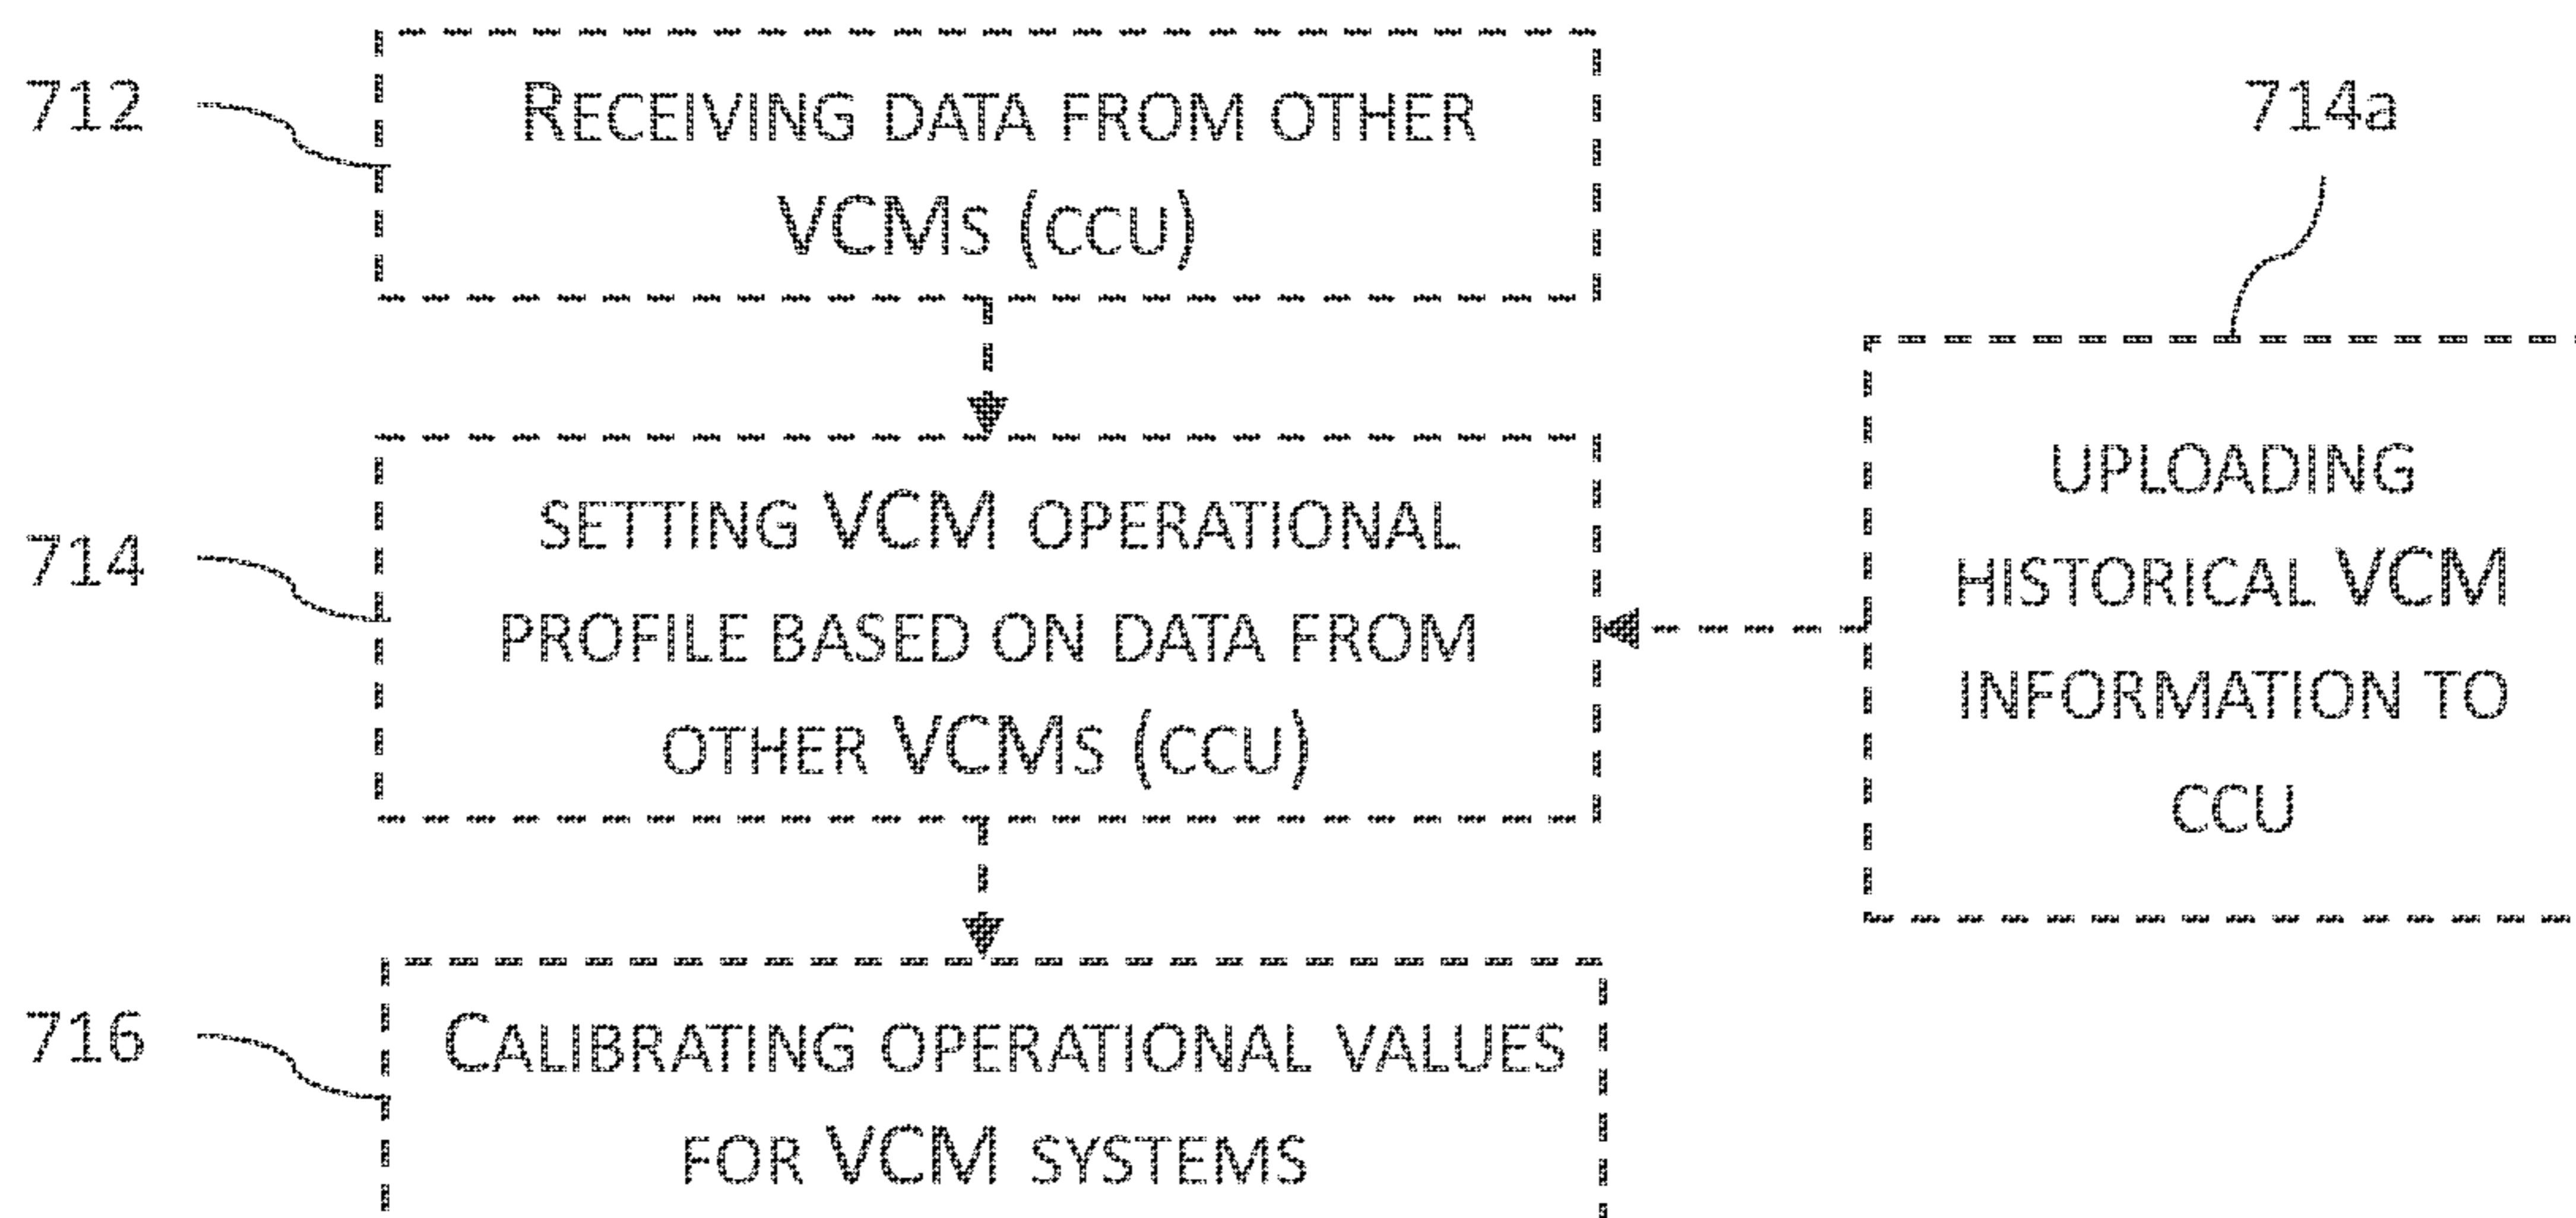 712
RECEIVING DATA FROM OTHER
VCMS (CCU)
714a
714
SETTING VCM OPERATIONAL
PROFILE BASED ON DATA FROM
OTHER VCMS (CCU)
UPLOADING
HISTORICAL VCM
INFORMATION TO
CCU
716
CALIBRATING OPERATIONAL VALUES
FOR VCM SYSTEMS